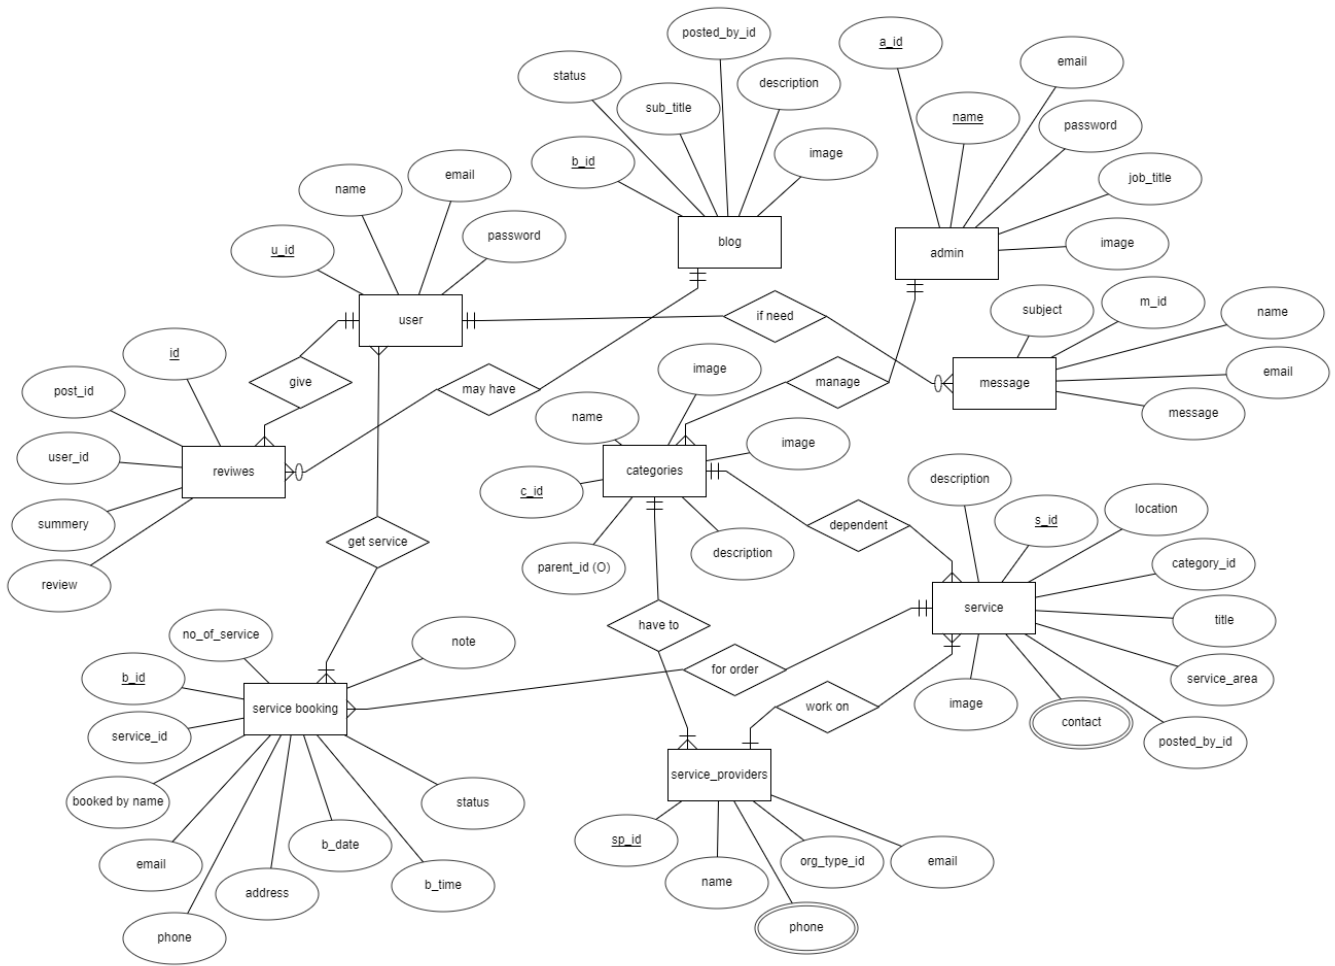 posted_by_id
a_id
email
status
description
sub_title
name
password
image
b_id
email
name
job_title
password
blog
image
u_id
admin
m_id
subject
name
user
if need
id
image
email
give
manage
message
post_id
may have
message
name
image
user_id
reviwes
categories
description
c_id
location
s_id
summery
dependent
get service
description
category_id
parent_id (O)
review
service
title
have to
no_of_service
note
for order
b_id
service_area
image
work on
service booking
contact
service_id
posted_by_id
service_providers
booked by name
status
sp_id
b_date
email
org_type_id
email
name
b_time
address
phone
phone